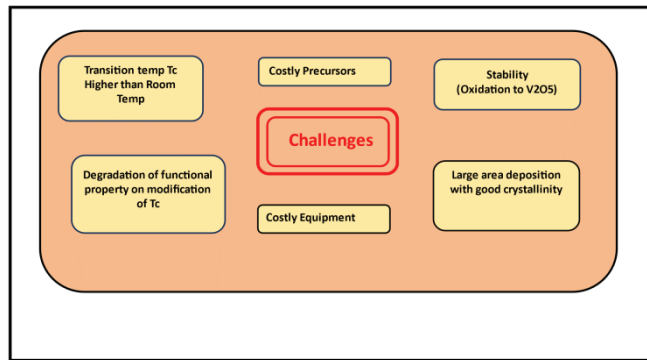 Transition temp Tc
Higher than Room
Temp
Costly Precursors
Stability
(Oxidation to V2O5)
Challenges
Degradation of functional
property on modification
of Tc
Costly Equipment
Large area deposition
with good crystallinity